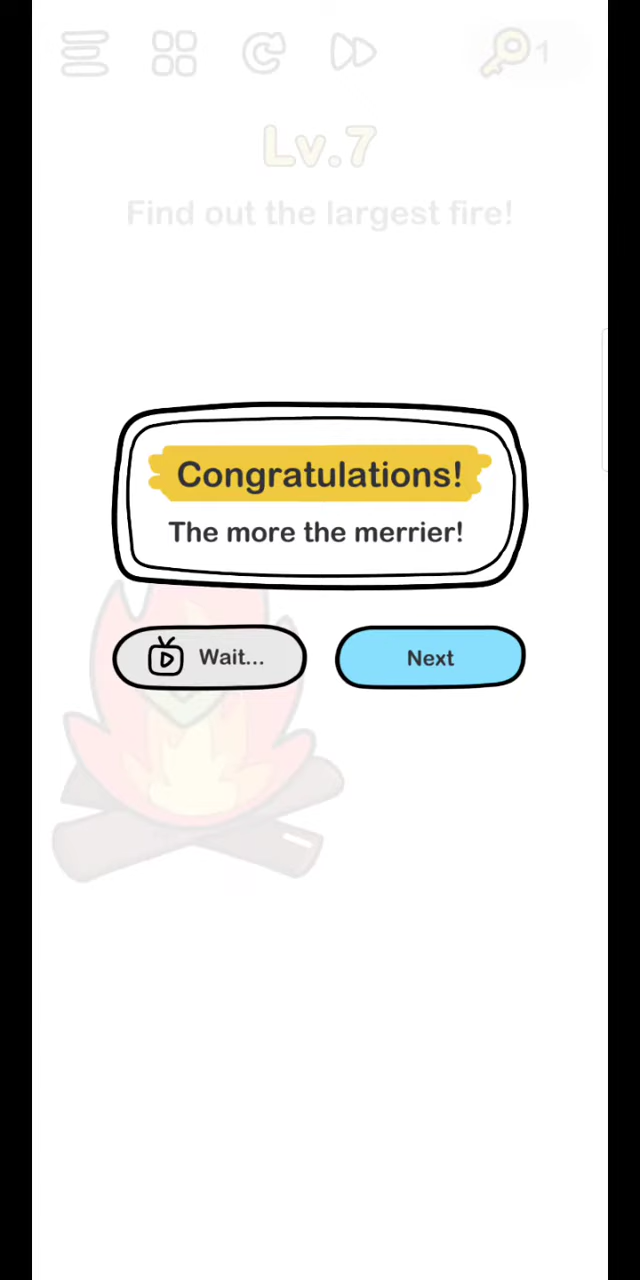 1
Lv.7
Find out the largest fire!
Congratulations!
The more the merrier!
Wait...
Next